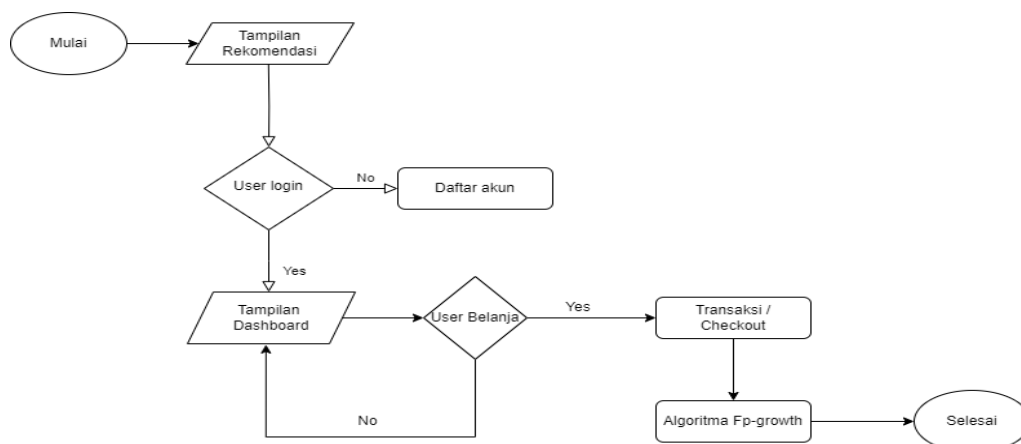 Mulai
Tampilan
Rekomendasi
User login
No
Daftar akun
Yes
Tampilan
Dashboard
User Belanja
Yes
Transaksi /
Checkout
No
Algoritma Fp-growth
Selesai